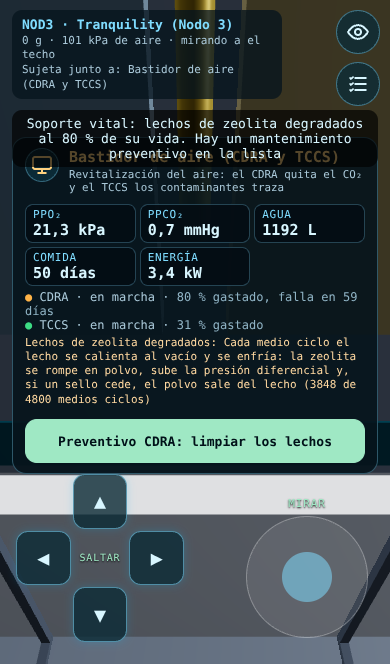 NOD3 · Tranquility (Nodo 3)
0 g · 101 kPa de aire · mirando a el
techo
Sujeta junto a: Bastidor de aire
(CDRA y TCCS)
Soporte vital: lechos de zeolita degradados
al 80 % de su vida. Hay un mantenimiento
preventivo en la lista
Bastidor de aire (CDRA y TCCS)
Revitalización del aire: el CDRA quita el CO₂
y el TCCS los contaminantes traza
PPO₂
21,3 kPa
PPCO₂
0,7 mmHg
AGUA
1192 L
COMIDA
50 días
ENERGÍA
3,4 kW
CDRA · en marcha · 80 % gastado, falla en 59
días
TCCS · en marcha · 31 % gastado
Lechos de zeolita degradados: Cada medio ciclo el
lecho se calienta al vacío y se enfría: la zeolita
se rompe en polvo, sube la presión diferencial y,
si un sello cede, el polvo sale del lecho (3848 de
4800 medios ciclos)
Preventivo CDRA: limpiar los lechos
MIRAR
SALTAR